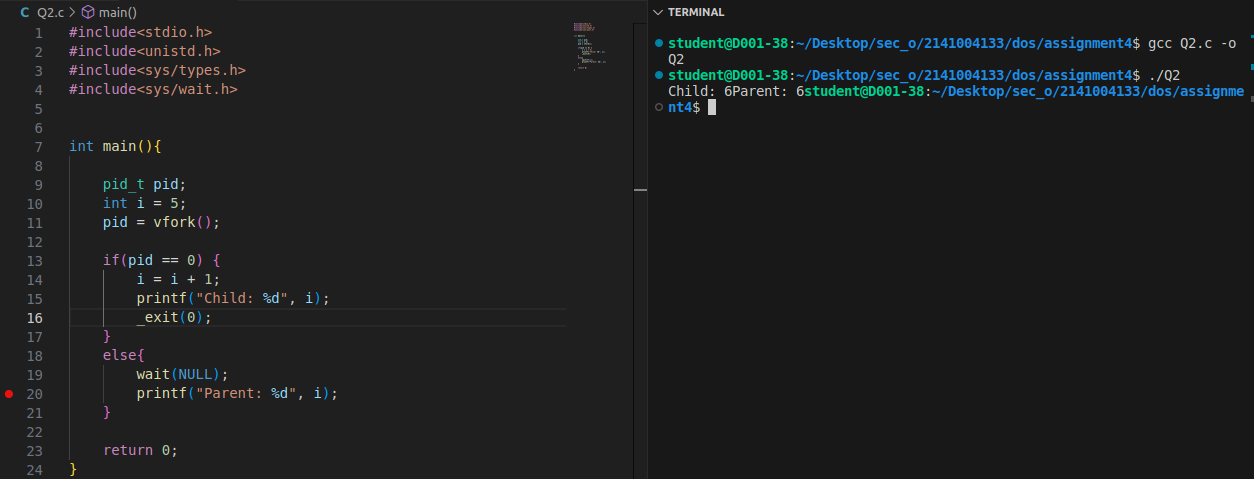 C Q2.c > main()
1 #include<stdio.h>
2 #include<unistd.h>
3 #include<sys/types.h>
4 #include<sys/wait.h>
5
6
7 int main(){
8
9 pid_t pid;
10 int i = 5;
11 pid = vfork();
12
13 if(pid == 0) {
14 i = i + 1;
15 printf("Child: %d", i);
16 _exit(0);
17 }
18 else{
19 wait(NULL);
20 printf("Parent: %d", i);
21 }
22
23 return 0;
24 }
TERMINAL
student@D001-38:~/Desktop/sec_o/2141004133/dos/assignment4$ gcc Q2.c -o
Q2
student@D001-38:~/Desktop/sec_o/2141004133/dos/assignment4$ ./Q2
Child: 6Parent: 6student@D001-38:~/Desktop/sec_o/2141004133/dos/assignme
nt4$